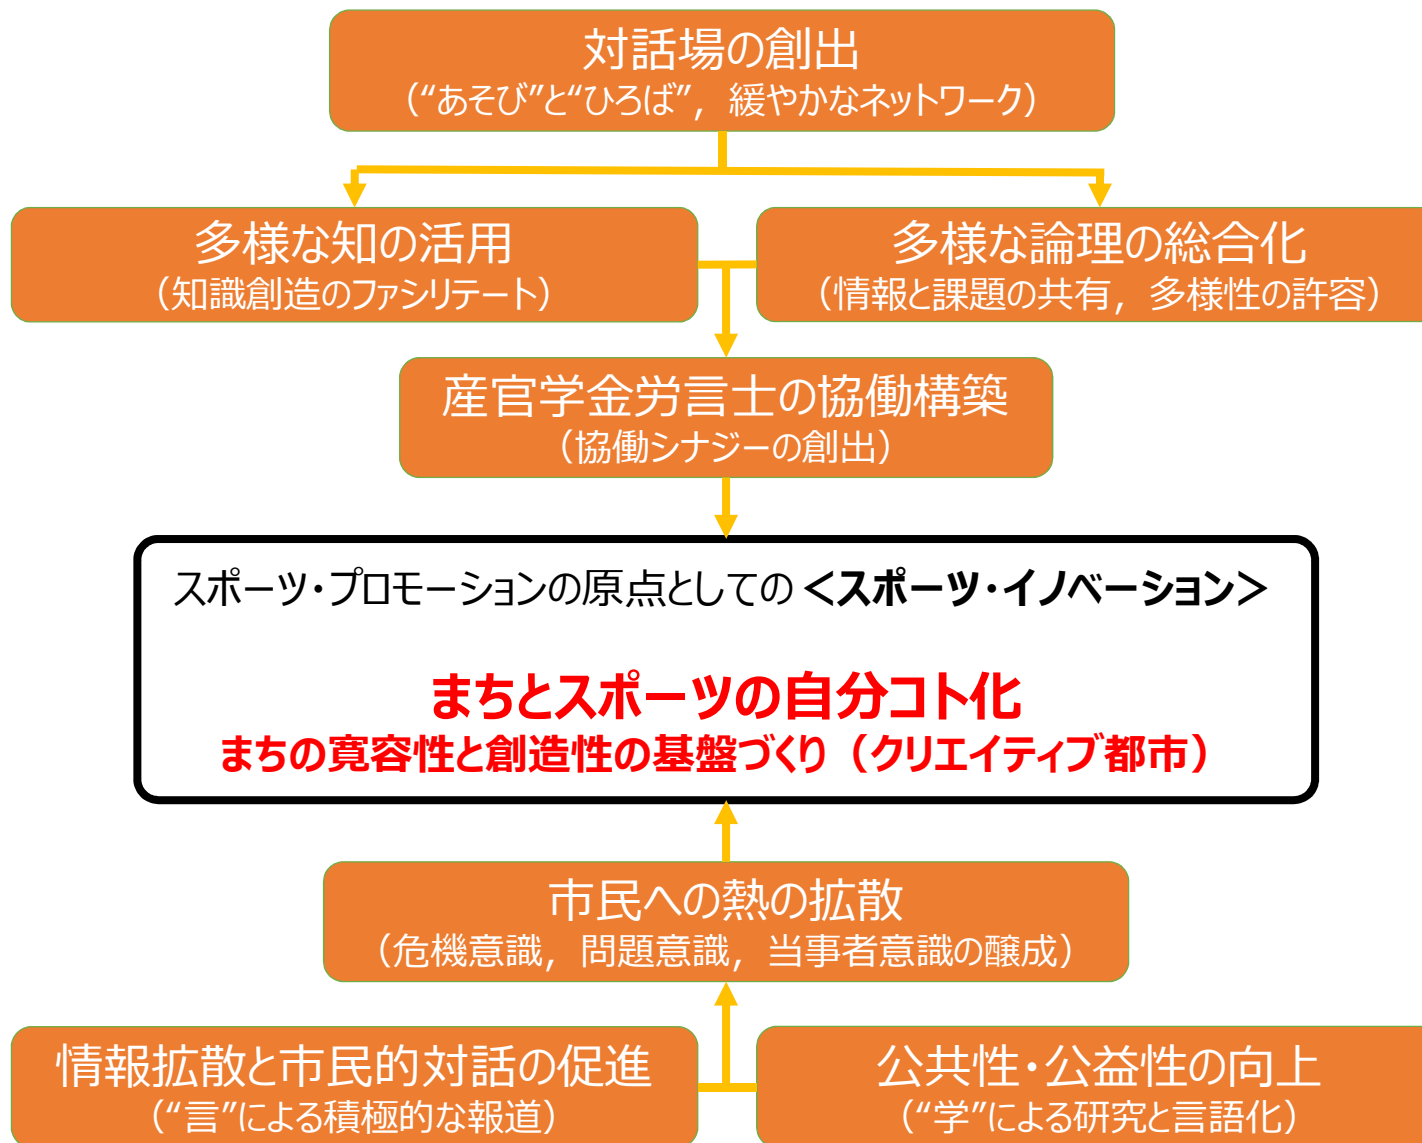 対話場の創出
（“あそび”と“ひろば”，緩やかなネットワーク）
多様な知の活用
（知識創造のファシリテート）
多様な論理の総合化
（情報と課題の共有，多様性の許容）
産官学金労言士の協働構築
（協働シナジーの創出）
スポーツ・プロモーションの原点としての＜スポーツ・イノベーション＞
まちとスポーツの自分コト化
まちの寛容性と創造性の基盤づくり（クリエイティブ都市）
市民への熱の拡散
（危機意識，問題意識，当事者意識の醸成）
情報拡散と市民的対話の促進
（“言”による積極的な報道）
公共性・公益性の向上
（“学”による研究と言語化）